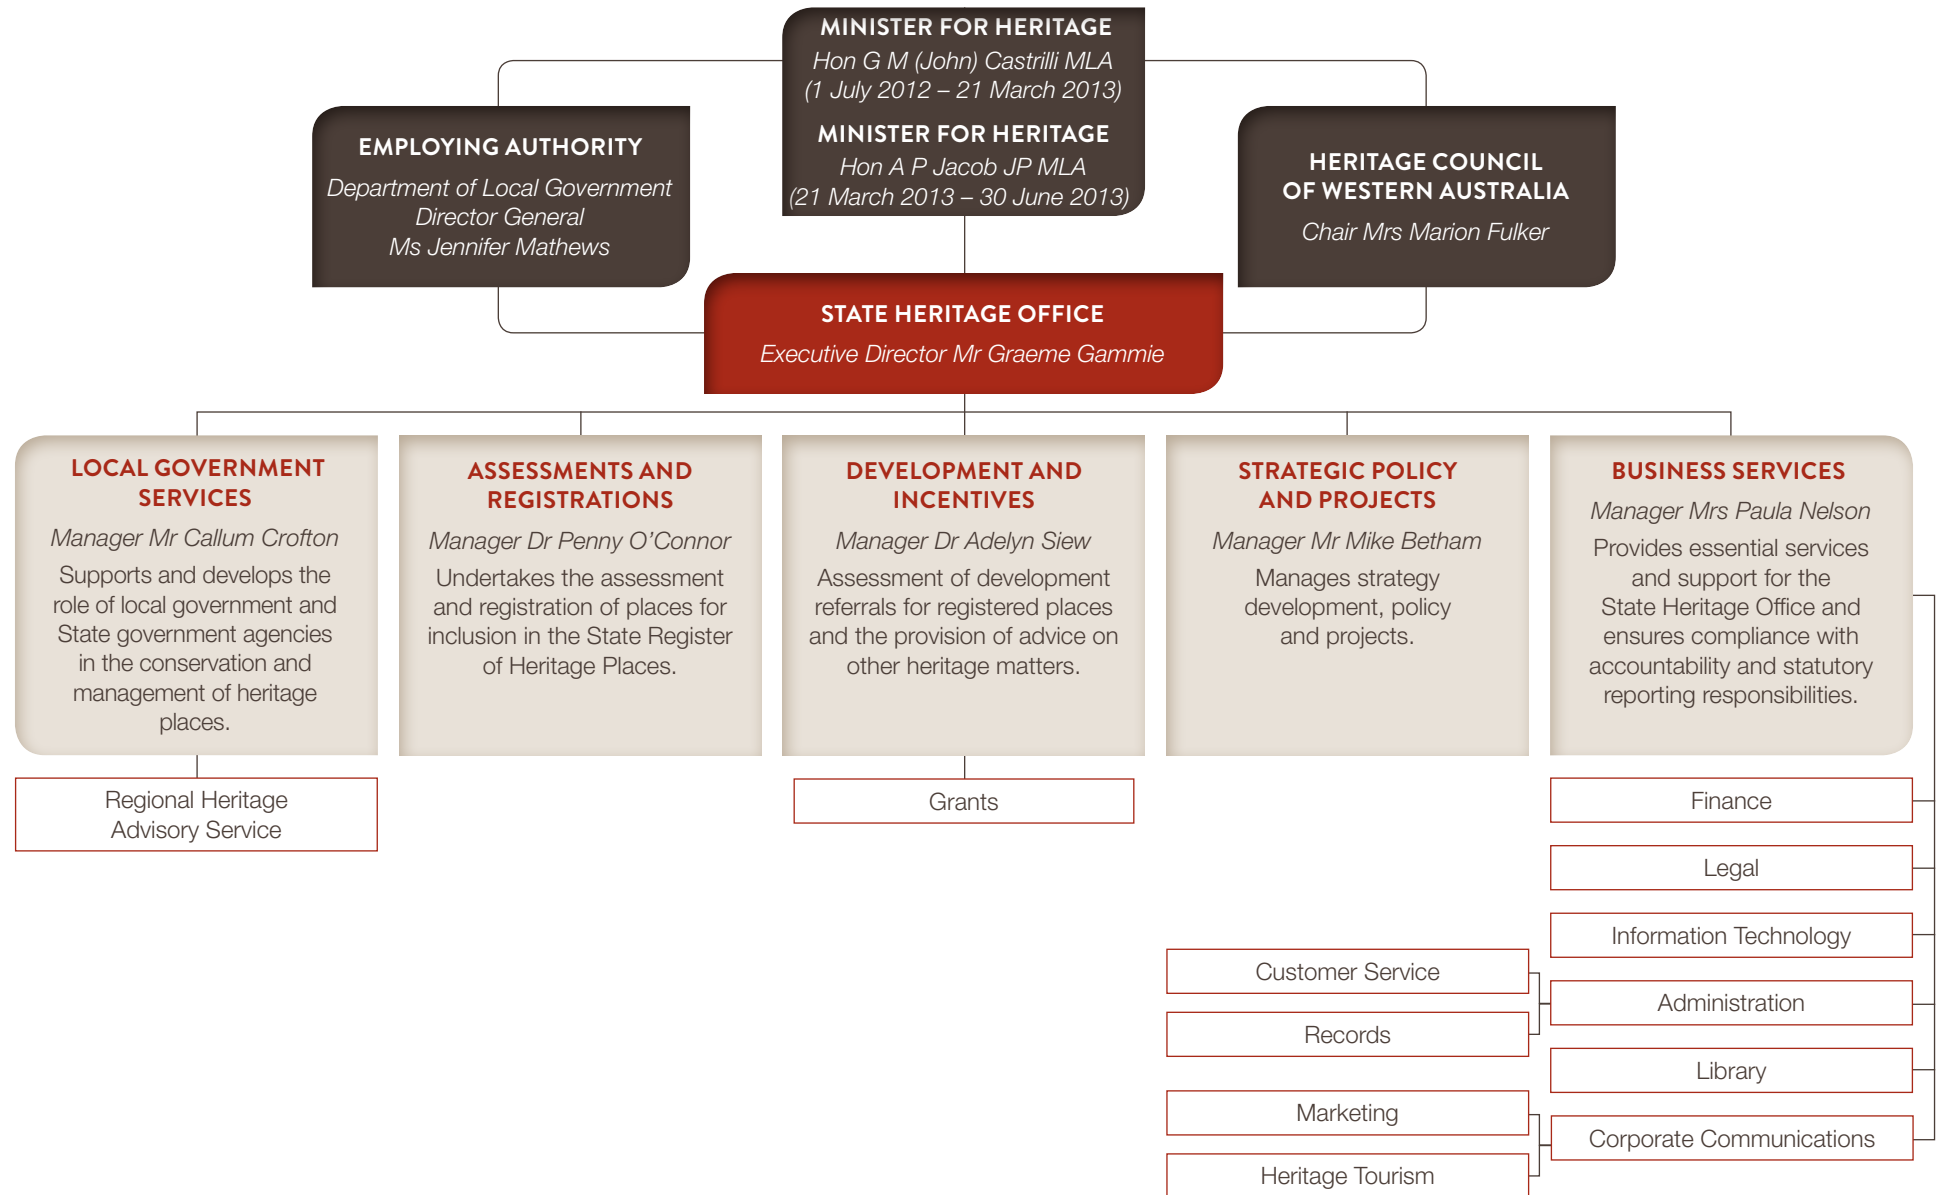 MINISTER FOR HERITAGE
Hon G M (John) Castrilli MLA
(1 July 2012 – 21 March 2013)
MINISTER FOR HERITAGE
Hon A P Jacob JP MLA
(21 March 2013 – 30 June 2013)
EMPLOYING AUTHORITY
Department of Local Government
Director General
Ms Jennifer Mathews
HERITAGE COUNCIL
OF WESTERN AUSTRALIA
Chair Mrs Marion Fulker
STATE HERITAGE OFFICE
Executive Director Mr Graeme Gammie
LOCAL GOVERNMENT
SERVICES
Manager Mr Callum Crofton
Supports and develops the
role of local government and
State government agencies
in the conservation and
management of heritage
places.
Regional Heritage
Advisory Service
ASSESSMENTS AND
REGISTRATIONS
Manager Dr Penny O’Connor
Undertakes the assessment
and registration of places for
inclusion in the State Register
of Heritage Places.
DEVELOPMENT AND
INCENTIVES
Manager Dr Adelyn Siew
Assessment of development
referrals for registered places
and the provision of advice on
other heritage matters.
Grants
STRATEGIC POLICY
AND PROJECTS
Manager Mr Mike Betham
Manages strategy
development, policy
and projects.
BUSINESS SERVICES
Manager Mrs Paula Nelson
Provides essential services
and support for the
State Heritage Office and
ensures compliance with
accountability and statutory
reporting responsibilities.
Finance
Legal
Information Technology
Administration
Customer Service
Records
Library
Corporate Communications
Marketing
Heritage Tourism